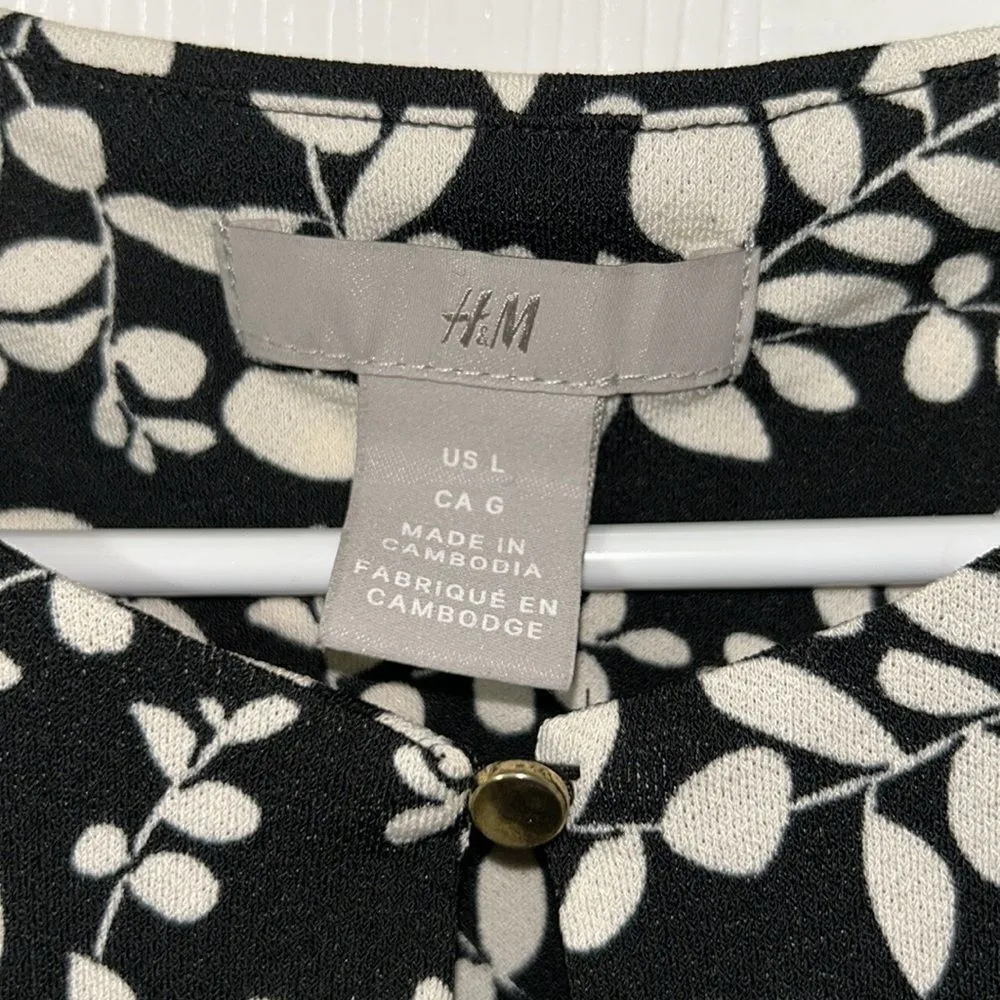 H&M
US L
CA G
MADE IN
CAMBODIA
FABRIQUÉ EN
CAMBODGE